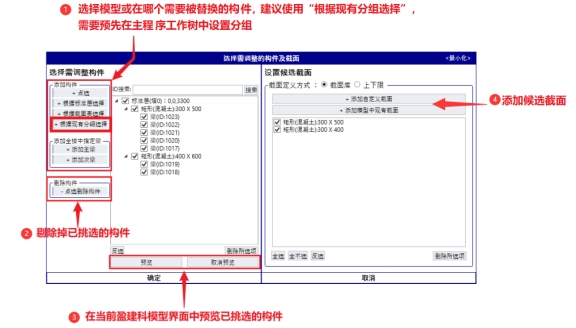 1 选择模型或在哪个需要被替换的构件，建议使用“根据现有分组选择”，
需要预先在主程序工作树中设置分组
选择需调整的构件及截面
<最小化>
选择需调整构件
添加构件
+ 点选
+ 根据标准层选择
+ 根据截面表选择
+ 根据现有分组选择
添加全楼中指定梁
+ 添加主梁
+ 添加次梁
剔除构件
- 点选剔除构件
2 剔除掉已挑选的构件
ID搜索:
搜索
标准层(塔0)：0,0,3300
矩形(混凝土):300 X 500
梁(ID:1023)
梁(ID:1022)
梁(ID:1021)
梁(ID:1020)
梁(ID:1017)
矩形(混凝土):400 X 600
梁(ID:1019)
梁(ID:1018)
反选
剔除所选项
预览
取消预览
确定
设置候选截面
截面定义方式：
截面库
上下限
+ 添加自定义截面
+ 添加模型中现有截面
4 添加候选截面
矩形(混凝土):300 X 500
矩形(混凝土):300 X 400
全选
全不选
反选
剔除所选项
取消
3 在当前盈建科模型界面中预览已挑选的构件